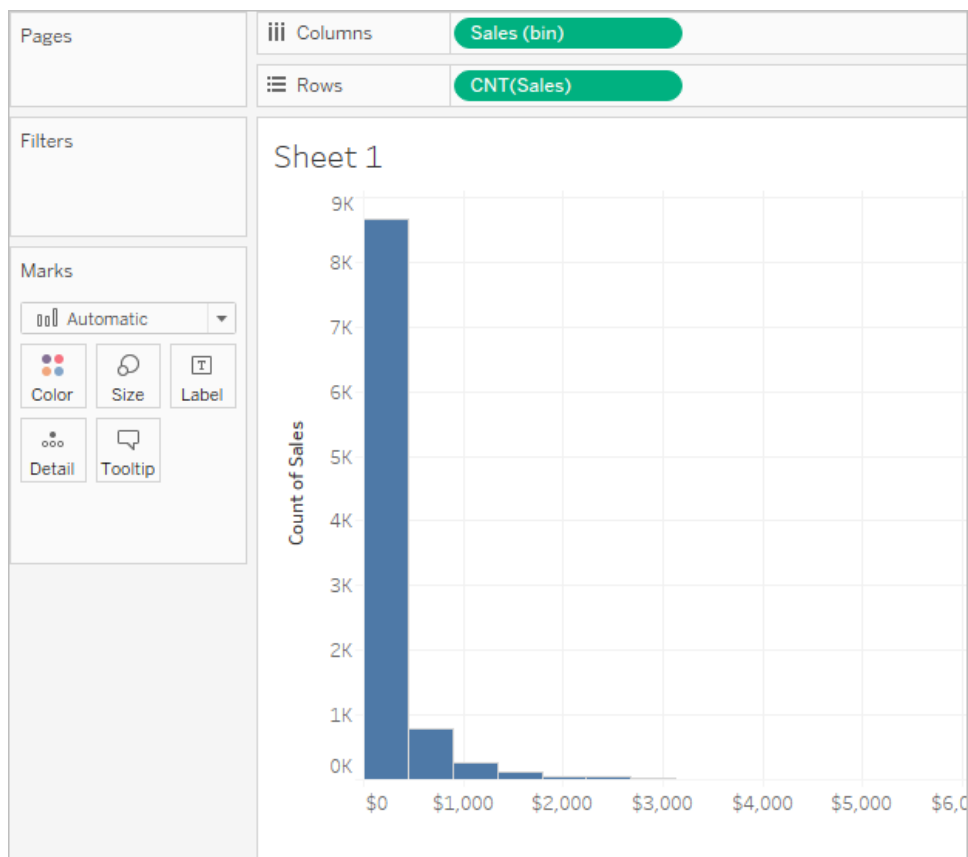 Pages
Columns
Sales (bin)
Rows
CNT(Sales)
Filters
Marks
Automatic
Color
Size
T
Label
Detail
Tooltip
Sheet 1
Count of Sales
9K
8K
7K
6K
5K
4K
3K
2K
1K
0K
$0 $1,000 $2,000 $3,000 $4,000 $5,000 $6,0